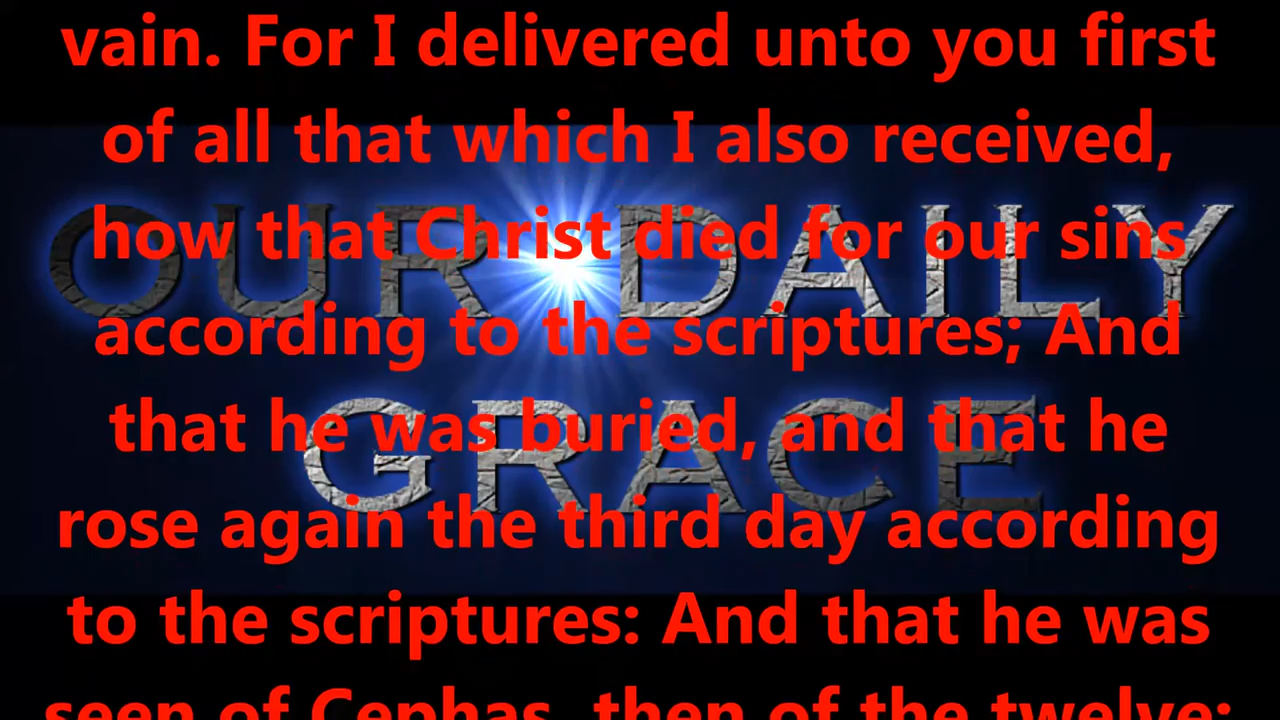 vain. For I delivered unto you first
of all that which I also received,
how that Christ died for our sins
according to the scriptures; And
that he was buried, and that he
rose again the third day according
to the scriptures: And that he was
seen of Cephas, then of the twelve:
OUR DAILY
GRACE